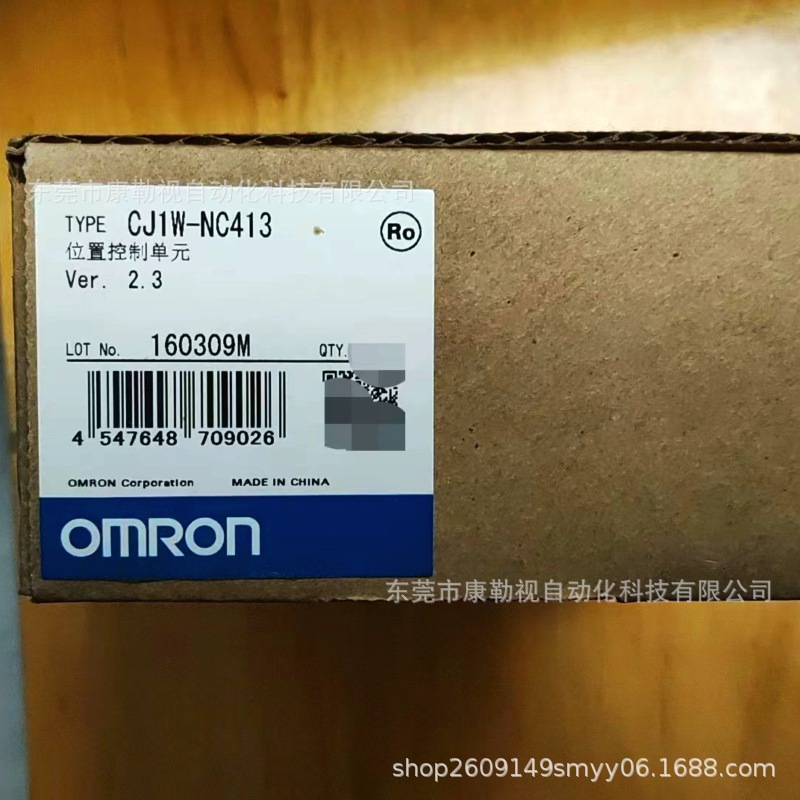 东莞市康勒视自动化科技有限公司
TYPE CJ1W-NC413
Ro
位置控制单元
Ver. 2.3
LOT No. 160309M QTY.
4 547648 709026
OMRON Corporation MADE IN CHINA
OMRON
东莞市康勒视自动化科技有限公司
shop2609149smyy06.1688.com